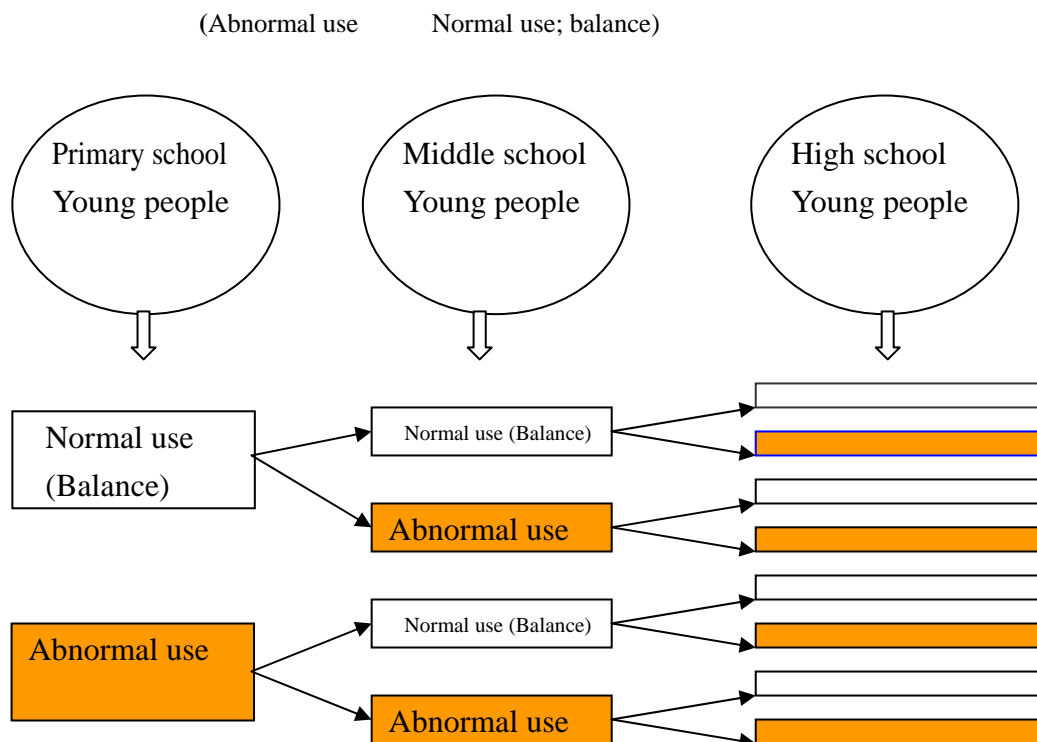 (Abnormal use Normal use; balance)
Primary school
Young people
Middle school
Young people
High school
Young people
Normal use
(Balance)
Normal use (Balance)
Abnormal use
Abnormal use
Normal use (Balance)
Abnormal use